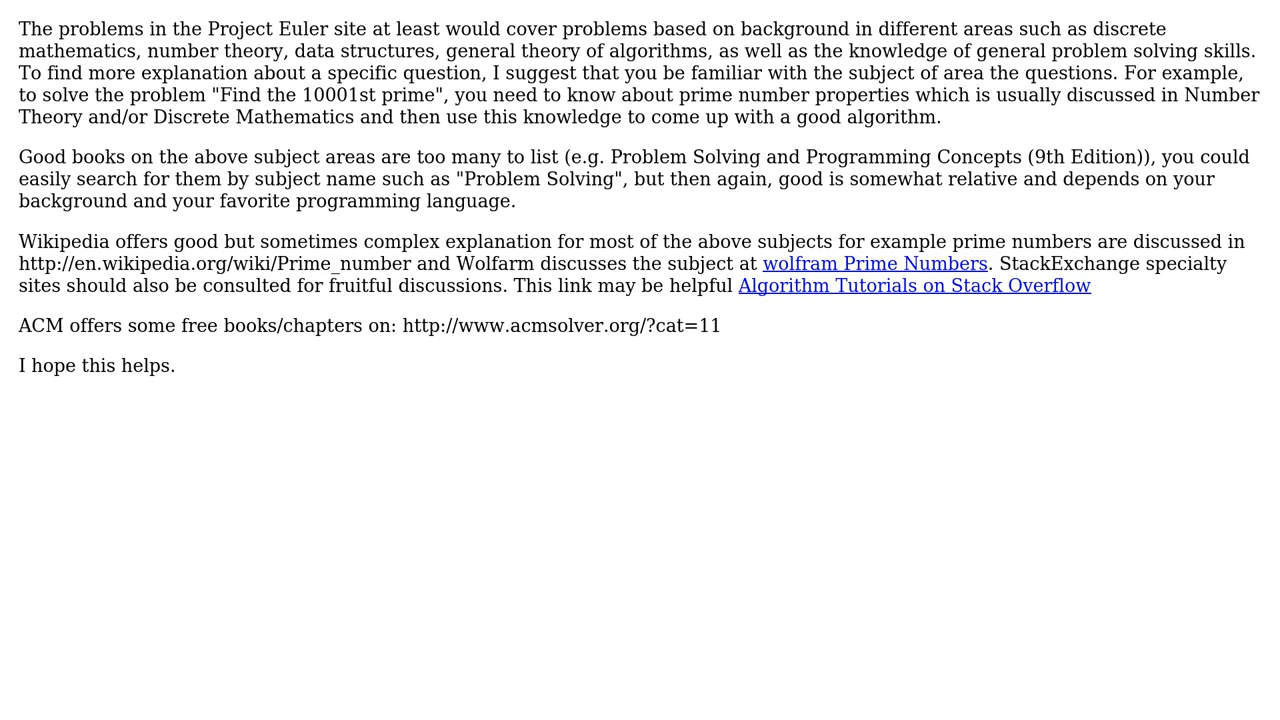 The problems in the Project Euler site at least would cover problems based on background in different areas such as discrete
mathematics, number theory, data structures, general theory of algorithms, as well as the knowledge of general problem solving skills.
To find more explanation about a specific question, I suggest that you be familiar with the subject of area the questions. For example,
to solve the problem "Find the 10001st prime", you need to know about prime number properties which is usually discussed in Number
Theory and/or Discrete Mathematics and then use this knowledge to come up with a good algorithm.
Good books on the above subject areas are too many to list (e.g. Problem Solving and Programming Concepts (9th Edition)), you could
easily search for them by subject name such as "Problem Solving", but then again, good is somewhat relative and depends on your
background and your favorite programming language.
Wikipedia offers good but sometimes complex explanation for most of the above subjects for example prime numbers are discussed in
http://en.wikipedia.org/wiki/Prime_number and Wolfarm discusses the subject at wolfram Prime Numbers. StackExchange specialty
sites should also be consulted for fruitful discussions. This link may be helpful Algorithm Tutorials on Stack Overflow
ACM offers some free books/chapters on: http://www.acmsolver.org/?cat=11
I hope this helps.